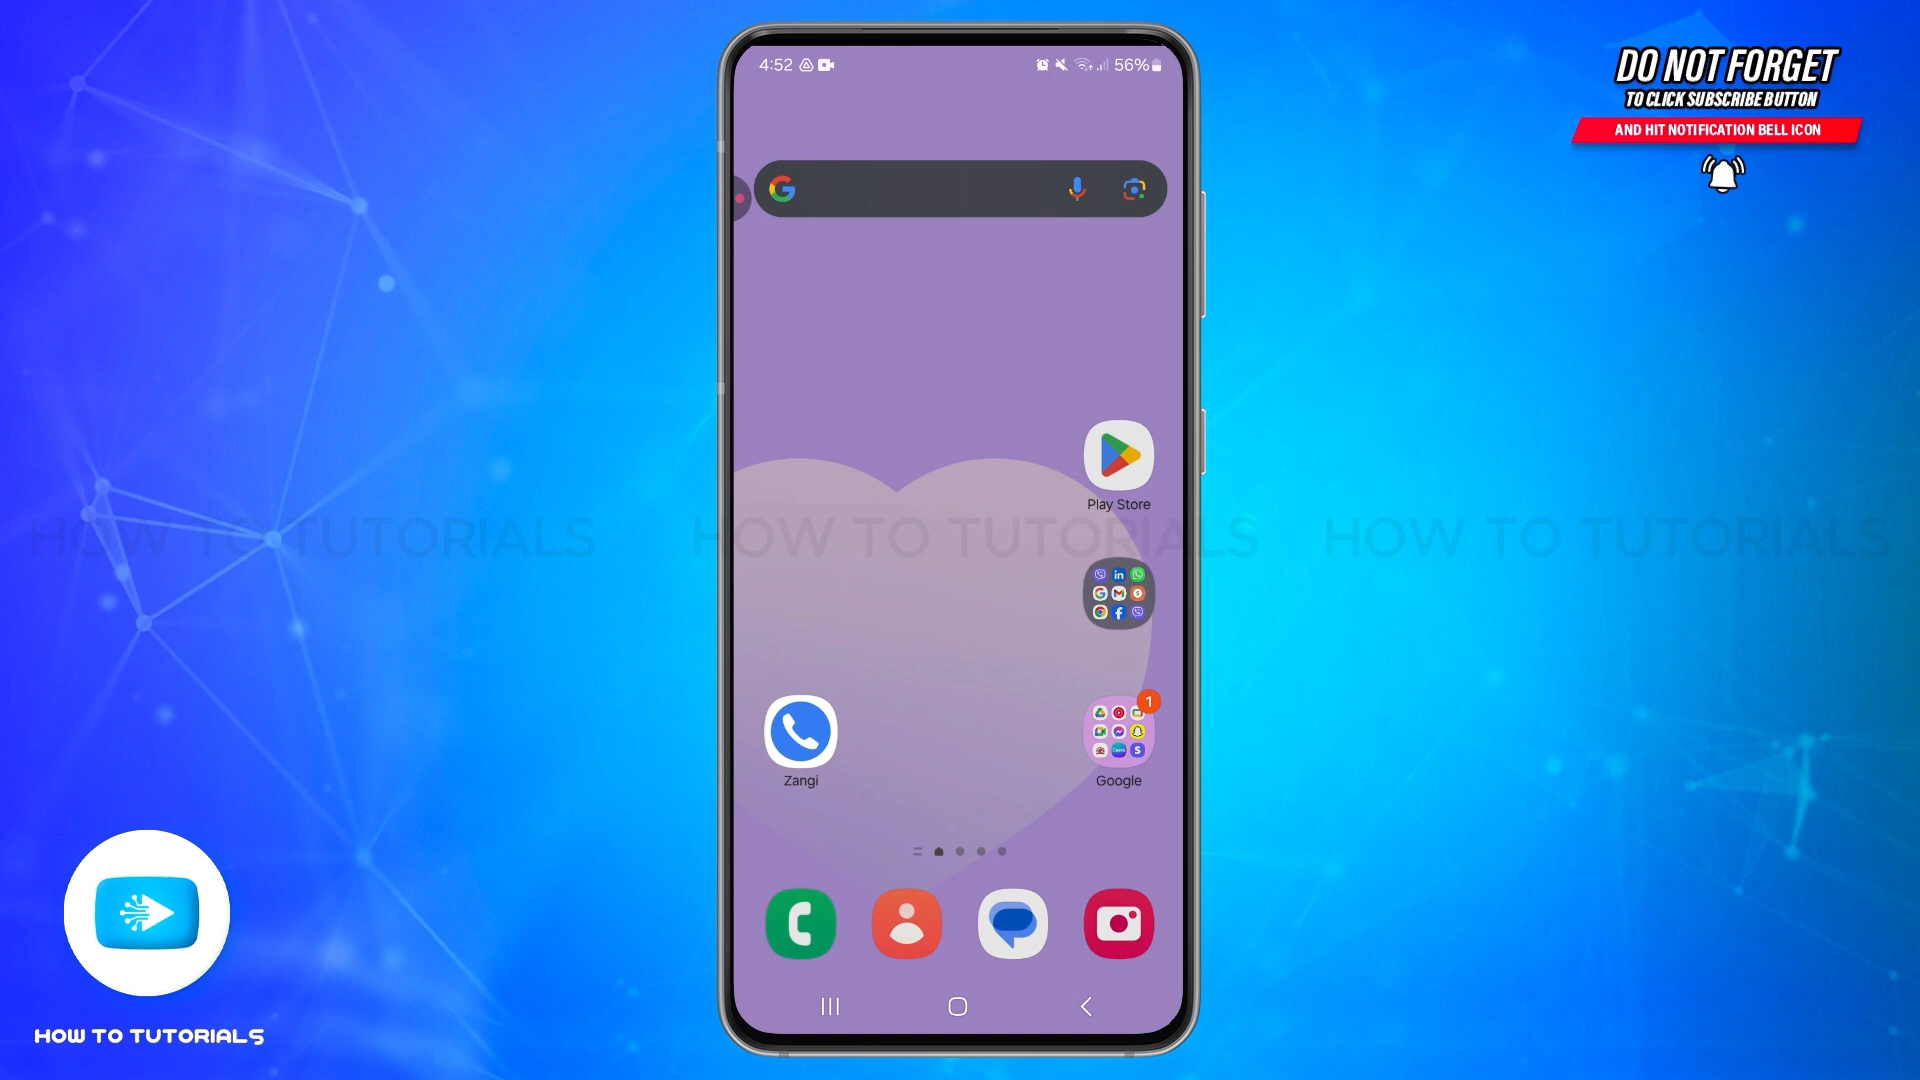 DO NOT FORGET
TO CLICK SUBSCRIBE BUTTON
AND HIT NOTIFICATION BELL ICON
4:52
56%
Play Store
HOW TO TUTORIALS HOW TO TUTORIALS HOW TO TUTORIALS
1
Zangi
Google
HOW TO TUTORIALS